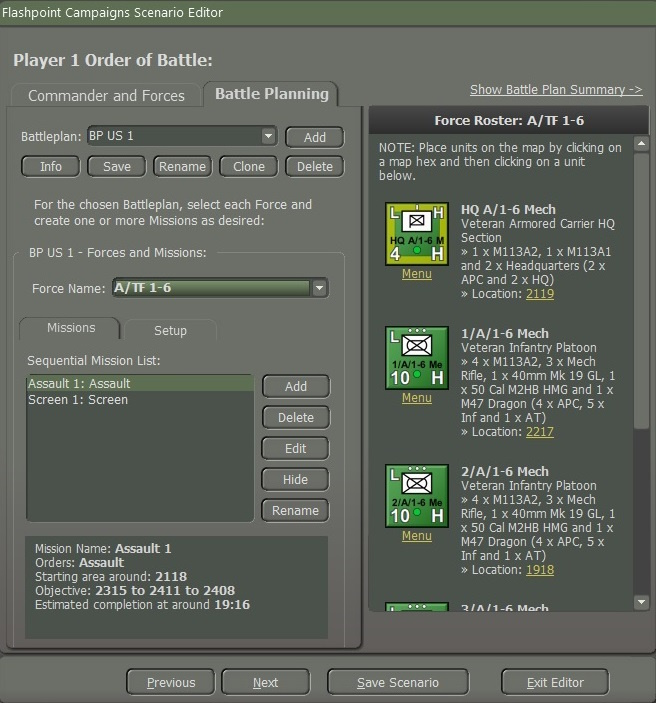 Flashpoint Campaigns Scenario Editor
Player 1 Order of Battle:
Commander and Forces
Battle Planning
Show Battle Plan Summary ->
Battleplan: BP US 1
Add
Info
Save
Rename
Clone
Delete
For the chosen Battleplan, select each Force and
create one or more Missions as desired:
BP US 1 - Forces and Missions:
Force Name: A/TF 1-6
Missions
Setup
Sequential Mission List:
Assault 1: Assault
Screen 1: Screen
Add
Delete
Edit
Hide
Rename
Mission Name: Assault 1
Orders: Assault
Starting area around: 2118
Objective: 2315 to 2411 to 2408
Estimated completion at around 19:16
Force Roster: A/TF 1-6
NOTE: Place units on the map by clicking on
a map hex and then clicking on a unit
below.
L H
HQ A/1-6 M
4 H
Menu
HQ A/1-6 Mech
Veteran Armored Carrier HQ
Section
» 1 x M113A2, 1 x M113A1
and 2 x Headquarters (2 x
APC and 2 x HQ)
» Location: 2119
L
1/A/1-6 Me
10 H
Menu
1/A/1-6 Mech
Veteran Infantry Platoon
» 4 x M113A2, 3 x Mech
Rifle, 1 x 40mm Mk 19 GL, 1
x 50 Cal M2HB HMG and 1 x
M47 Dragon (4 x APC, 5 x
Inf and 1 x AT)
» Location: 2217
L
2/A/1-6 Me
10 H
Menu
2/A/1-6 Mech
Veteran Infantry Platoon
» 4 x M113A2, 3 x Mech
Rifle, 1 x 40mm Mk 19 GL, 1
x 50 Cal M2HB HMG and 1 x
M47 Dragon (4 x APC, 5 x
Inf and 1 x AT)
» Location: 1918
3/A/1-6 Mech
Previous
Next
Save Scenario
Exit Editor